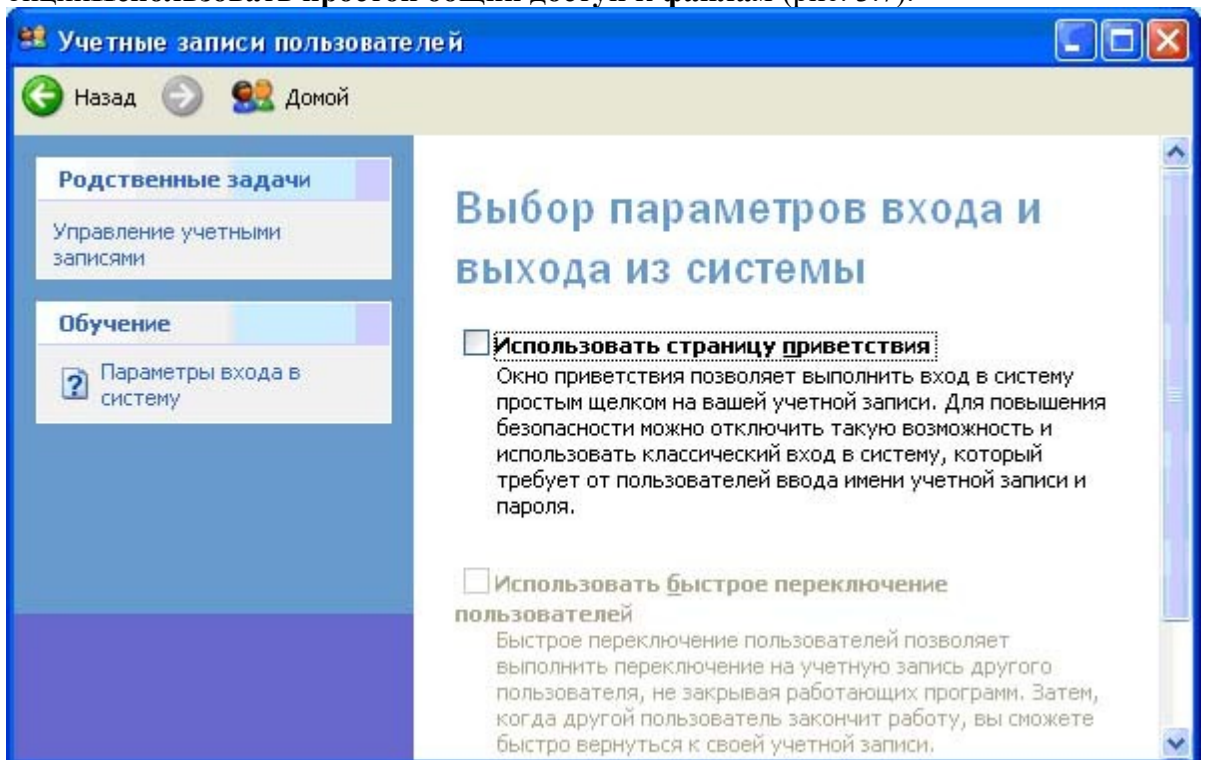 Учетные записи пользователей
Назад
Домой
Родственные задачи
Управление учетными
записями
Обучение
Параметры входа в
систему
Выбор параметров входа и
выхода из системы
Использовать страницу приветствия
Окно приветствия позволяет выполнить вход в систему
простым щелком на вашей учетной записи. Для повышения
безопасности можно отключить такую возможность и
использовать классический вход в систему, который
требует от пользователей ввода имени учетной записи и
пароля.
Использовать быстрое переключение
пользователей
Быстрое переключение пользователей позволяет
выполнить переключение на учетную запись другого
пользователя, не закрывая работающих программ. Затем,
когда другой пользователь закончит работу, вы сможете
быстро вернуться к своей учетной записи.